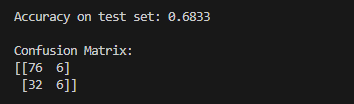 Accuracy on test set: 0.6833
Confusion Matrix:
[[76  6]
 [32  6]]